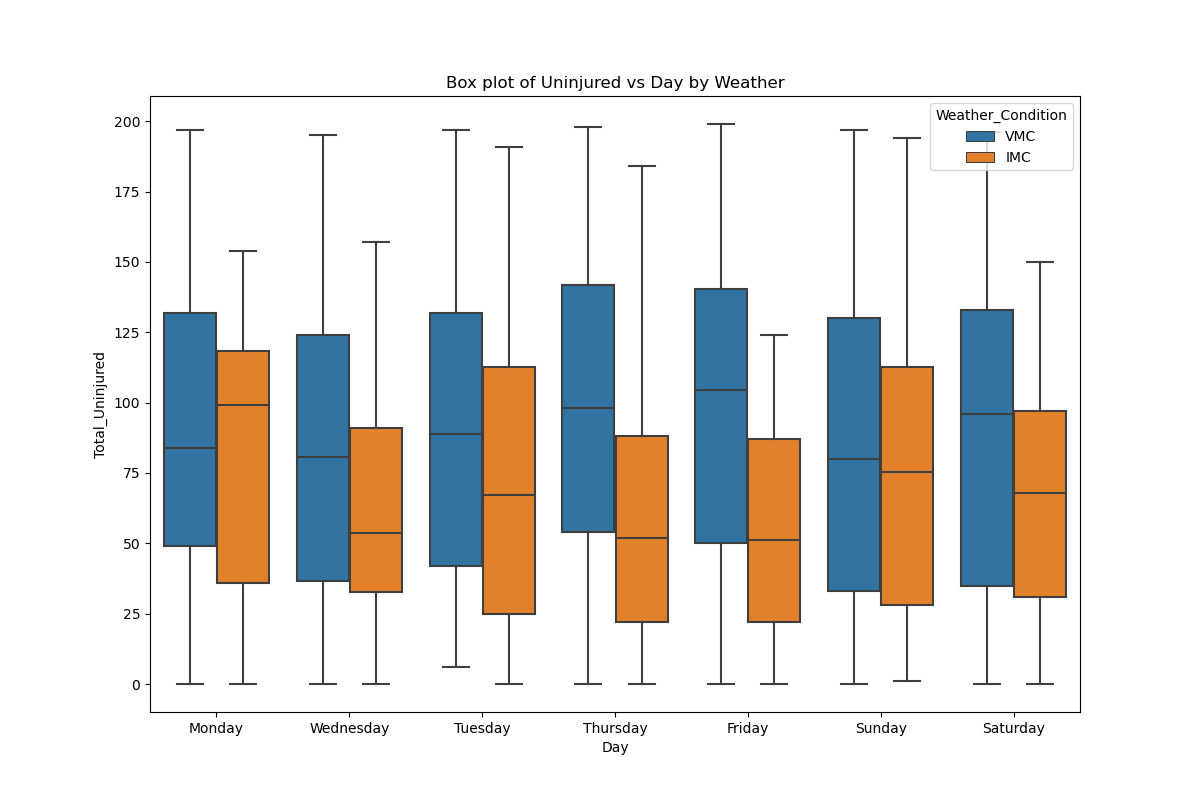 Box plot of Uninjured vs Day by Weather
Weather_Condition
VMC
IMC
200
175
150
125
100
75
50
25
0
Total_Uninjured
Monday Wednesday Tuesday Thursday Friday Sunday Saturday
Day